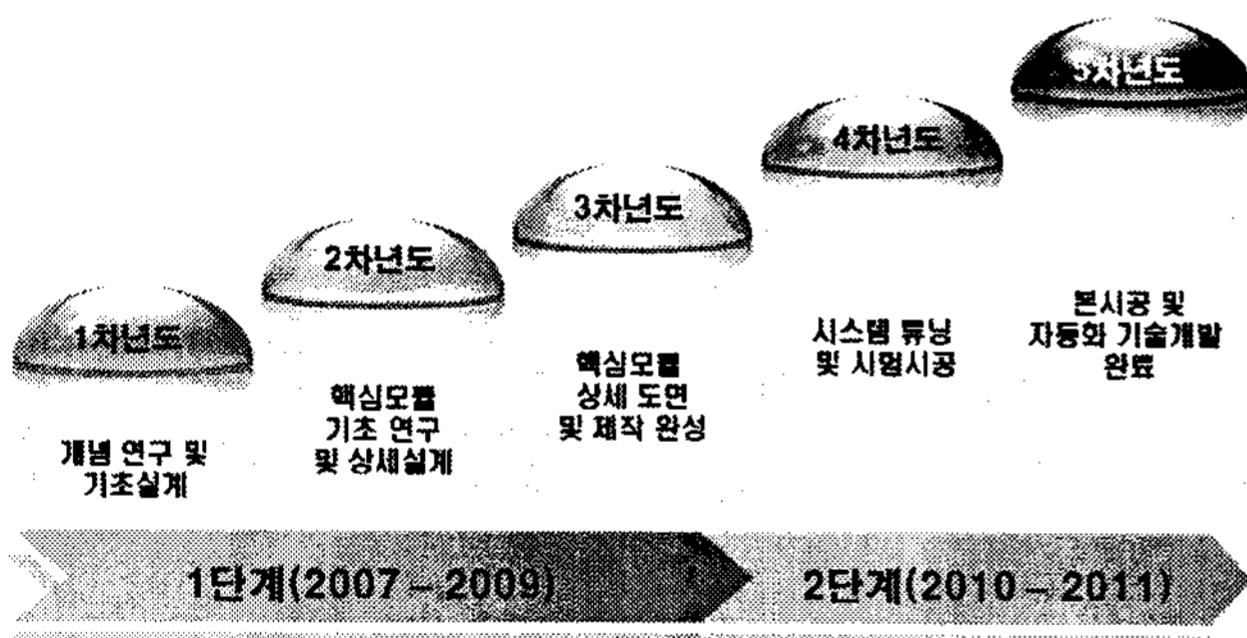 1차년도
개념 연구 및
기초설계
2차년도
핵심모듈
기초 연구
및 상세설계
3차년도
핵심모듈
상세 도면
및 제작 완성
4차년도
시스템 튜닝
및 시험시공
5차년도
본시공 및
자동화 기술개발
완료
1단계(2007 – 2009)
2단계(2010 – 2011)